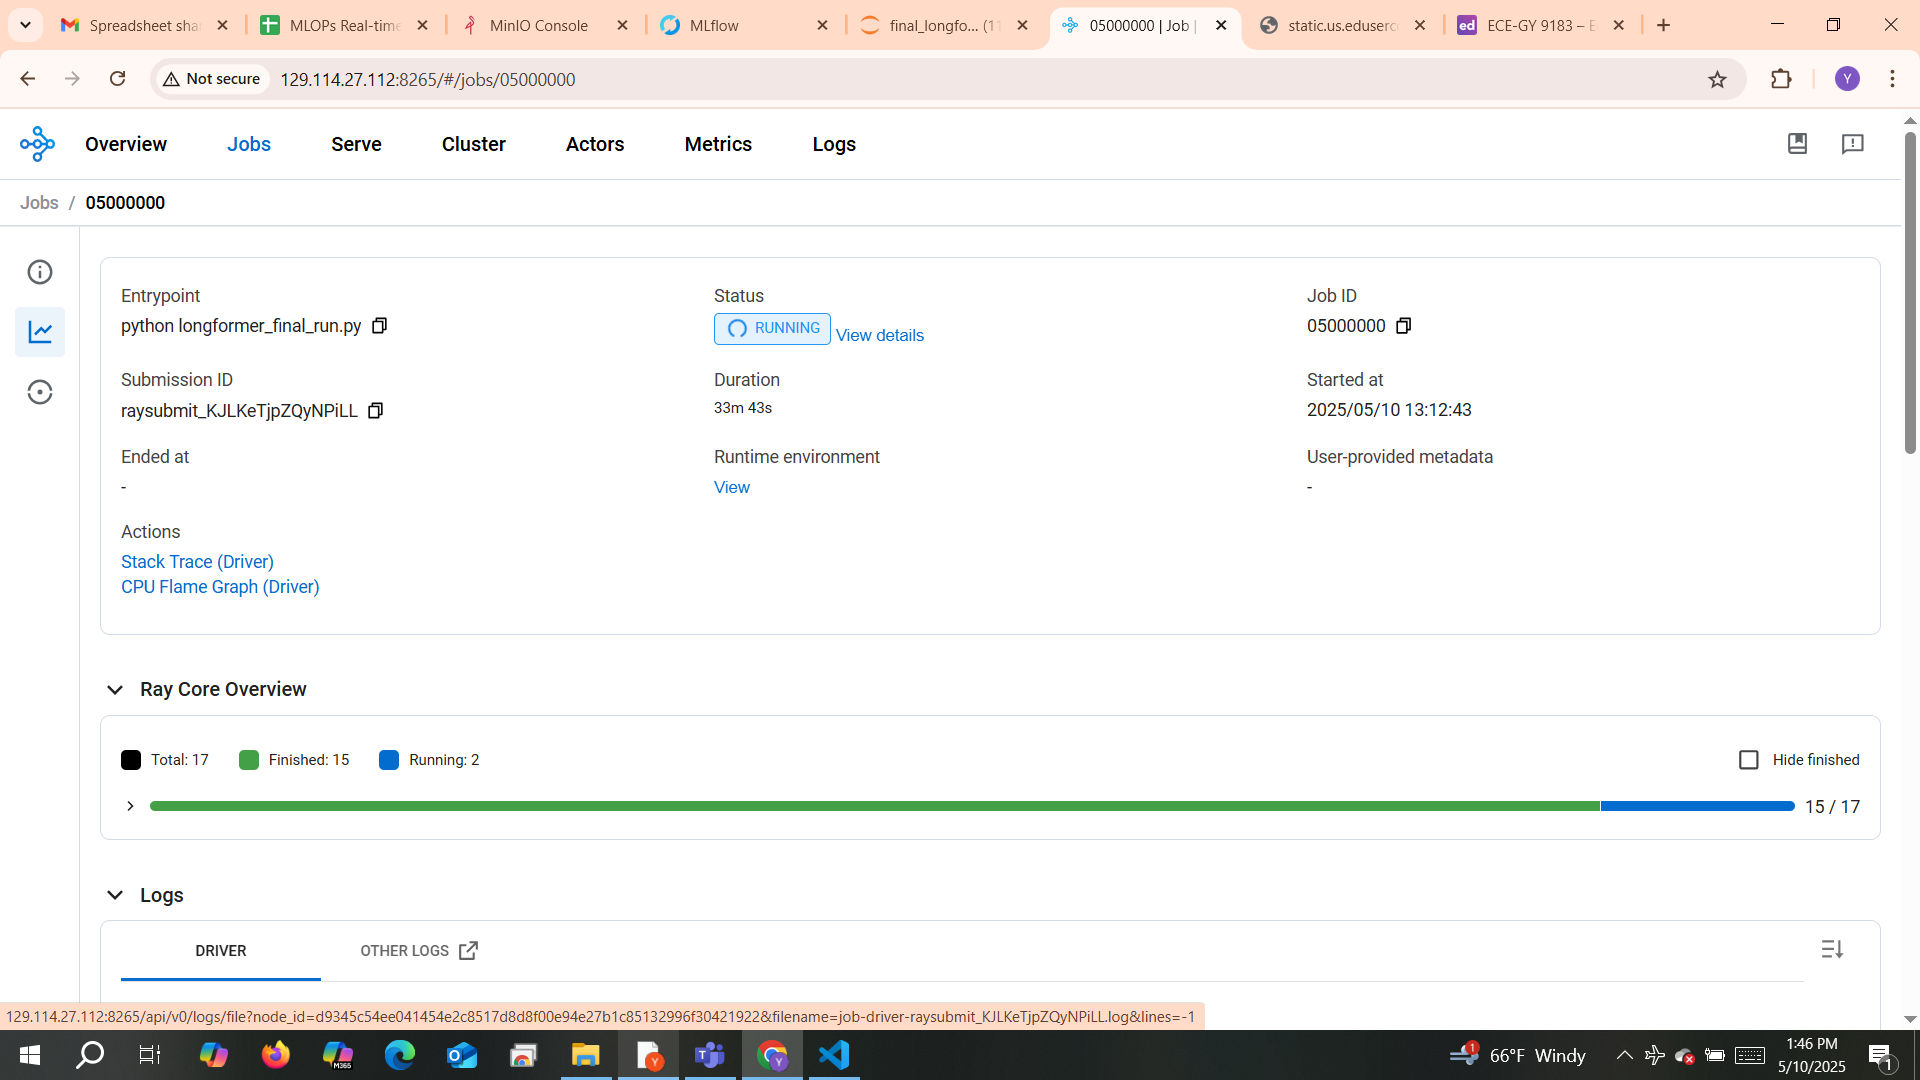 Spreadsheet sha
MLOPs Real-time
MinIO Console
MLflow
final_longfo... (11
05000000 | Job |
static.us.eduserc
ed
ECE-GY 9183 – E
Not secure
129.114.27.112:8265/#/jobs/05000000
Y
Overview
Jobs
Serve
Cluster
Actors
Metrics
Logs
Jobs / 05000000
Entrypoint
python longformer_final_run.py
Status
RUNNING
View details
Job ID
05000000
Submission ID
raysubmit_KJLKeTjpZQyNPiLL
Duration
33m 43s
Started at
2025/05/10 13:12:43
Ended at
-
Runtime environment
View
User-provided metadata
-
Actions
Stack Trace (Driver)
CPU Flame Graph (Driver)
Ray Core Overview
Total: 17
Finished: 15
Running: 2
Hide finished
15 / 17
Logs
DRIVER
OTHER LOGS
129.114.27.112:8265/api/v0/logs/file?node_id=d9345c54ee041454e2c8517d8d8f00e94e27b1c85132996f30421922&filename=job-driver-raysubmit_KJLKeTjpZQyNPiLL.log&lines=-1
M365
Y
Y
1
66°F Windy
1:46 PM
5/10/2025
1